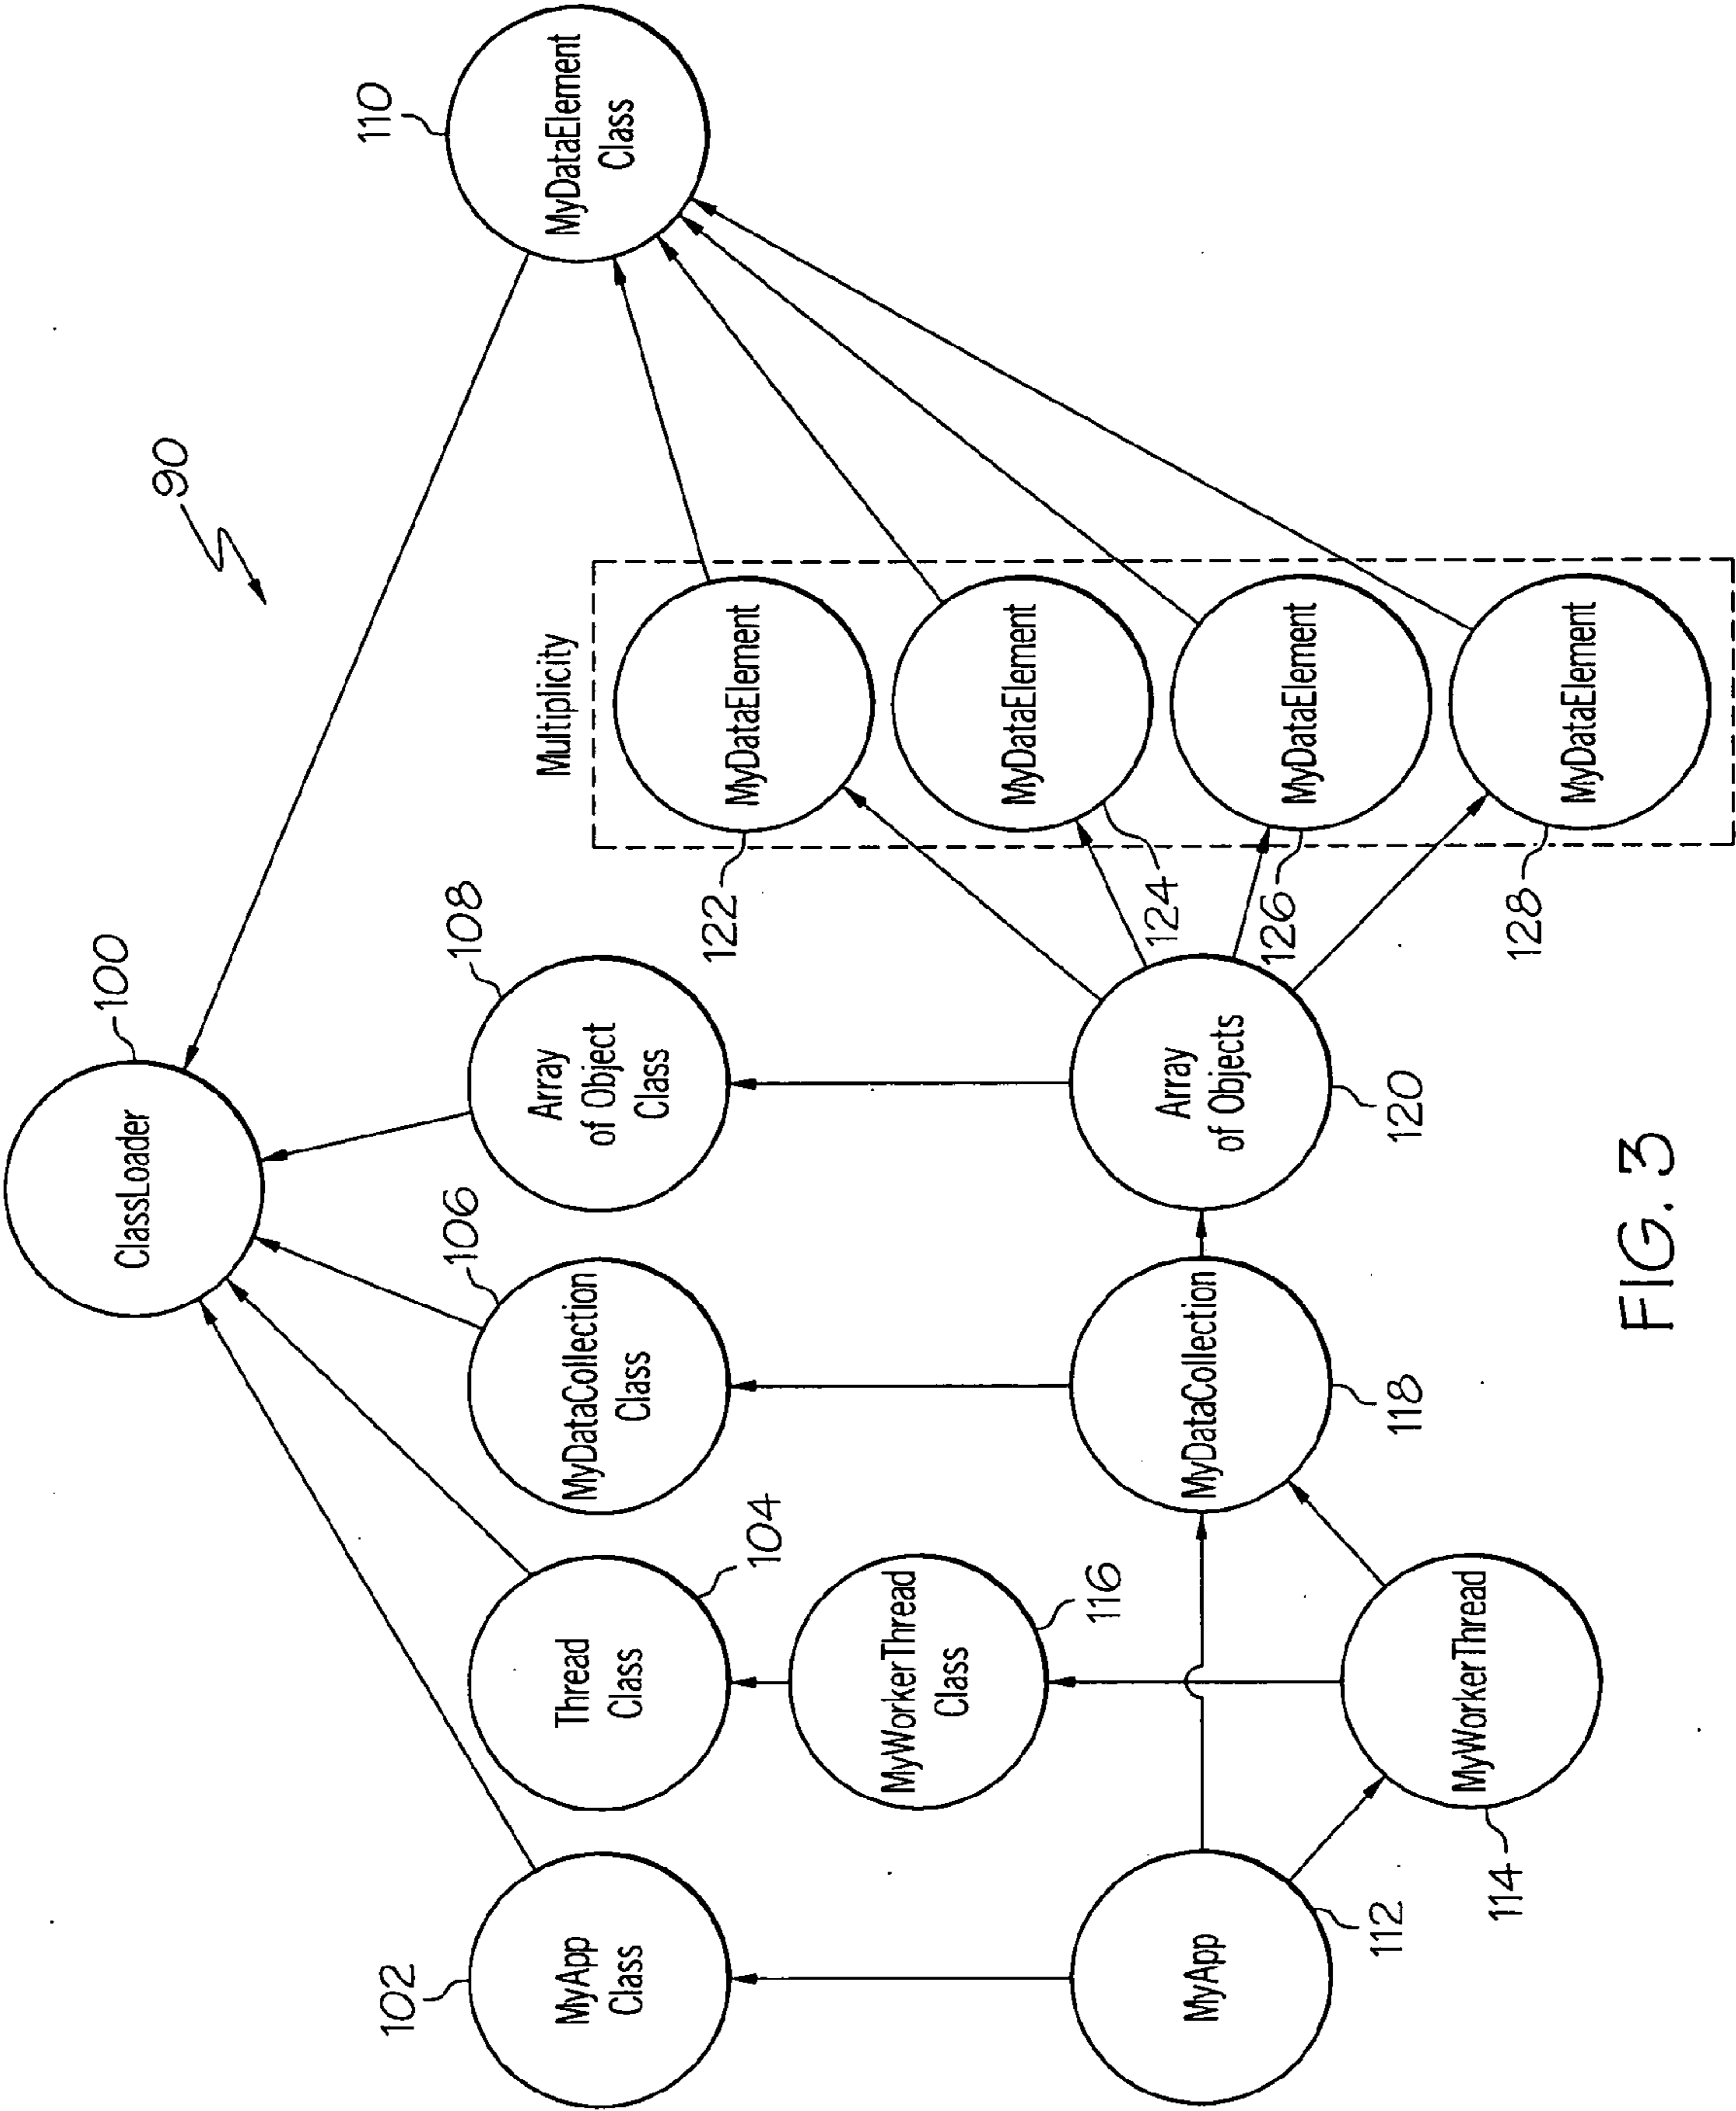 90
100
ClassLoader
102
MyApp
Class
Thread
Class
104
106
MyDataCollection
Class
108
Array
of Object
Class
110
MyDataElement
Class
MyWorkerThread
Class
116
Multiplicity
122
MyDataElement
124
MyDataElement
126
MyDataElement
128
MyDataElement
MyApp
112
MyWorkerThread
114
MyDataCollection
118
Array
of Objects
120
FIG. 3